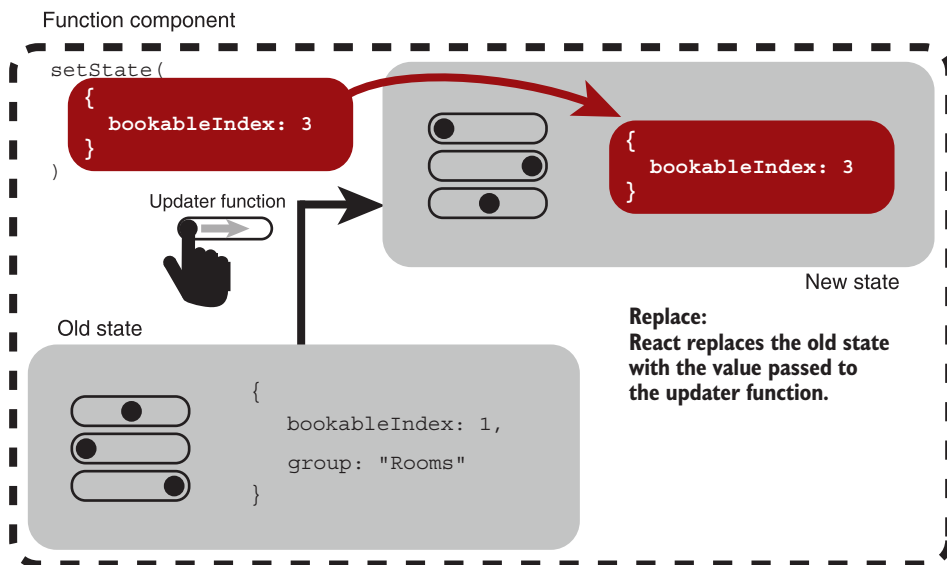 Function component
setState(
{
bookableIndex: 3
}
)
{
bookableIndex: 3
}
Updater function
New state
Replace:
React replaces the old state
with the value passed to
the updater function.
Old state
{
bookableIndex: 1,
group: "Rooms"
}